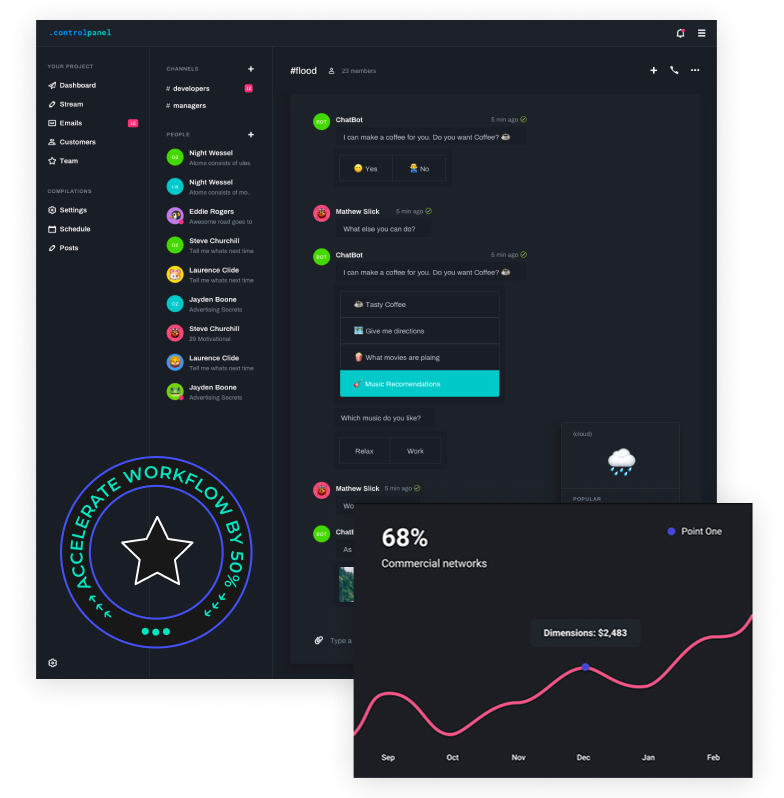 .controlpanel
YOUR PROJECT
Dashboard
Stream
Emails
Customers
Team
COMPILATIONS
Settings
Schedule
Posts
CHANNELS
# developers
# managers
PEOPLE
OZ Night Wessel
Atoms consists of ules
Night Wessel
Atoms consists of mo..
Eddie Rogers
Awesome road goes to
OZ Steve Churchill
Tell me whats next time
Laurence Clide
Tell me whats next time
OZ Jayden Boone
Advertising Secrets
Steve Churchill
29 Motivational
Laurence Clide
Tell me whats next time
Jayden Boone
Advertising Secrets
#flood 23 members
BOT ChatBot 5 min ago
I can make a coffee for you. Do you want Coffee?
Yes No
Mathew Slick 5 min ago
What else you can do?
BOT ChatBot 5 min ago
I can make a coffee for you. Do you want Coffee?
Tasty Coffee
Give me directions
What movies are plaing
Music Recomendations
Which music do you like?
Relax Work
Mathew Slick 5 min ago
Wo
BOT ChatB
As
Type a
(cloud)
POPULAR
ACCELERATE WORKFLOW BY 50%
68%
Commercial networks
Point One
Dimensions: $2,483
Sep Oct Nov Dec Jan Feb